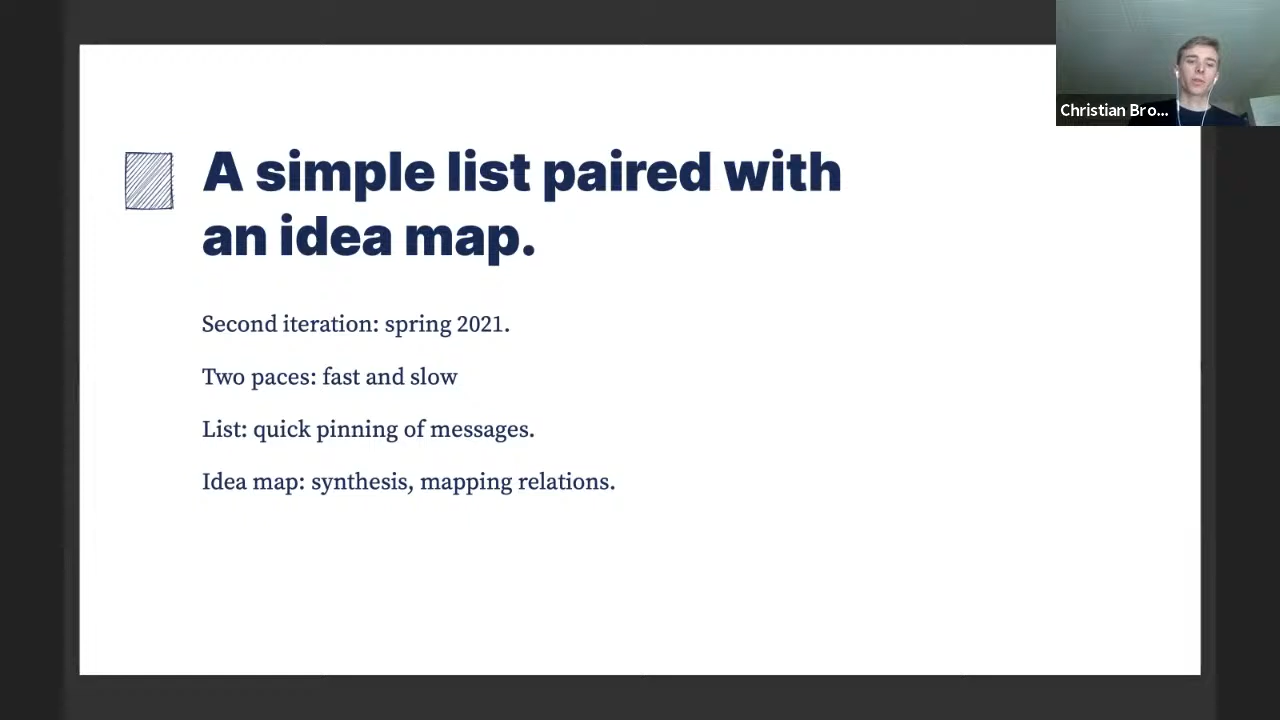 A simple list paired with
an idea map.
Second iteration: spring 2021.
Two paces: fast and slow
List: quick pinning of messages.
Idea map: synthesis, mapping relations.
Christian Bro...